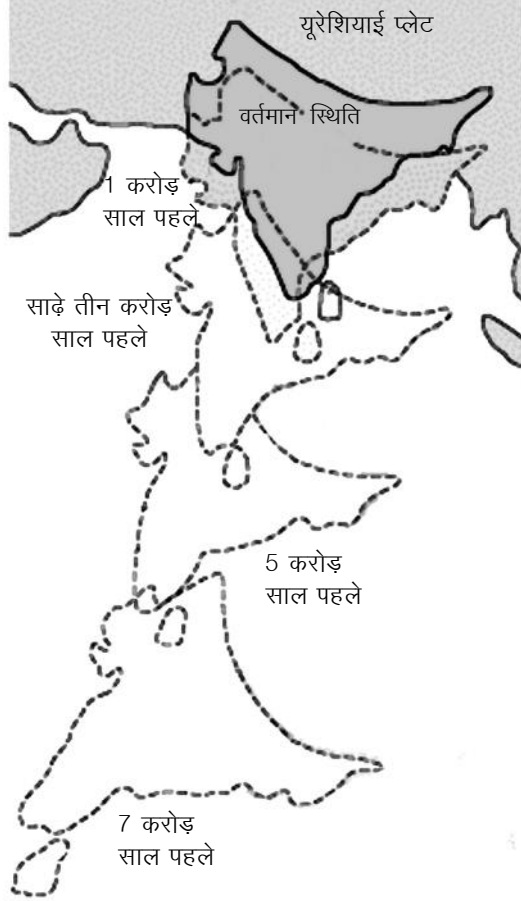 यूरेशियाई प्लेट
वर्तमान स्थिति
1 करोड़
साल पहले
साढ़े तीन करोड़
साल पहले
5 करोड़
साल पहले
7 करोड़
साल पहले